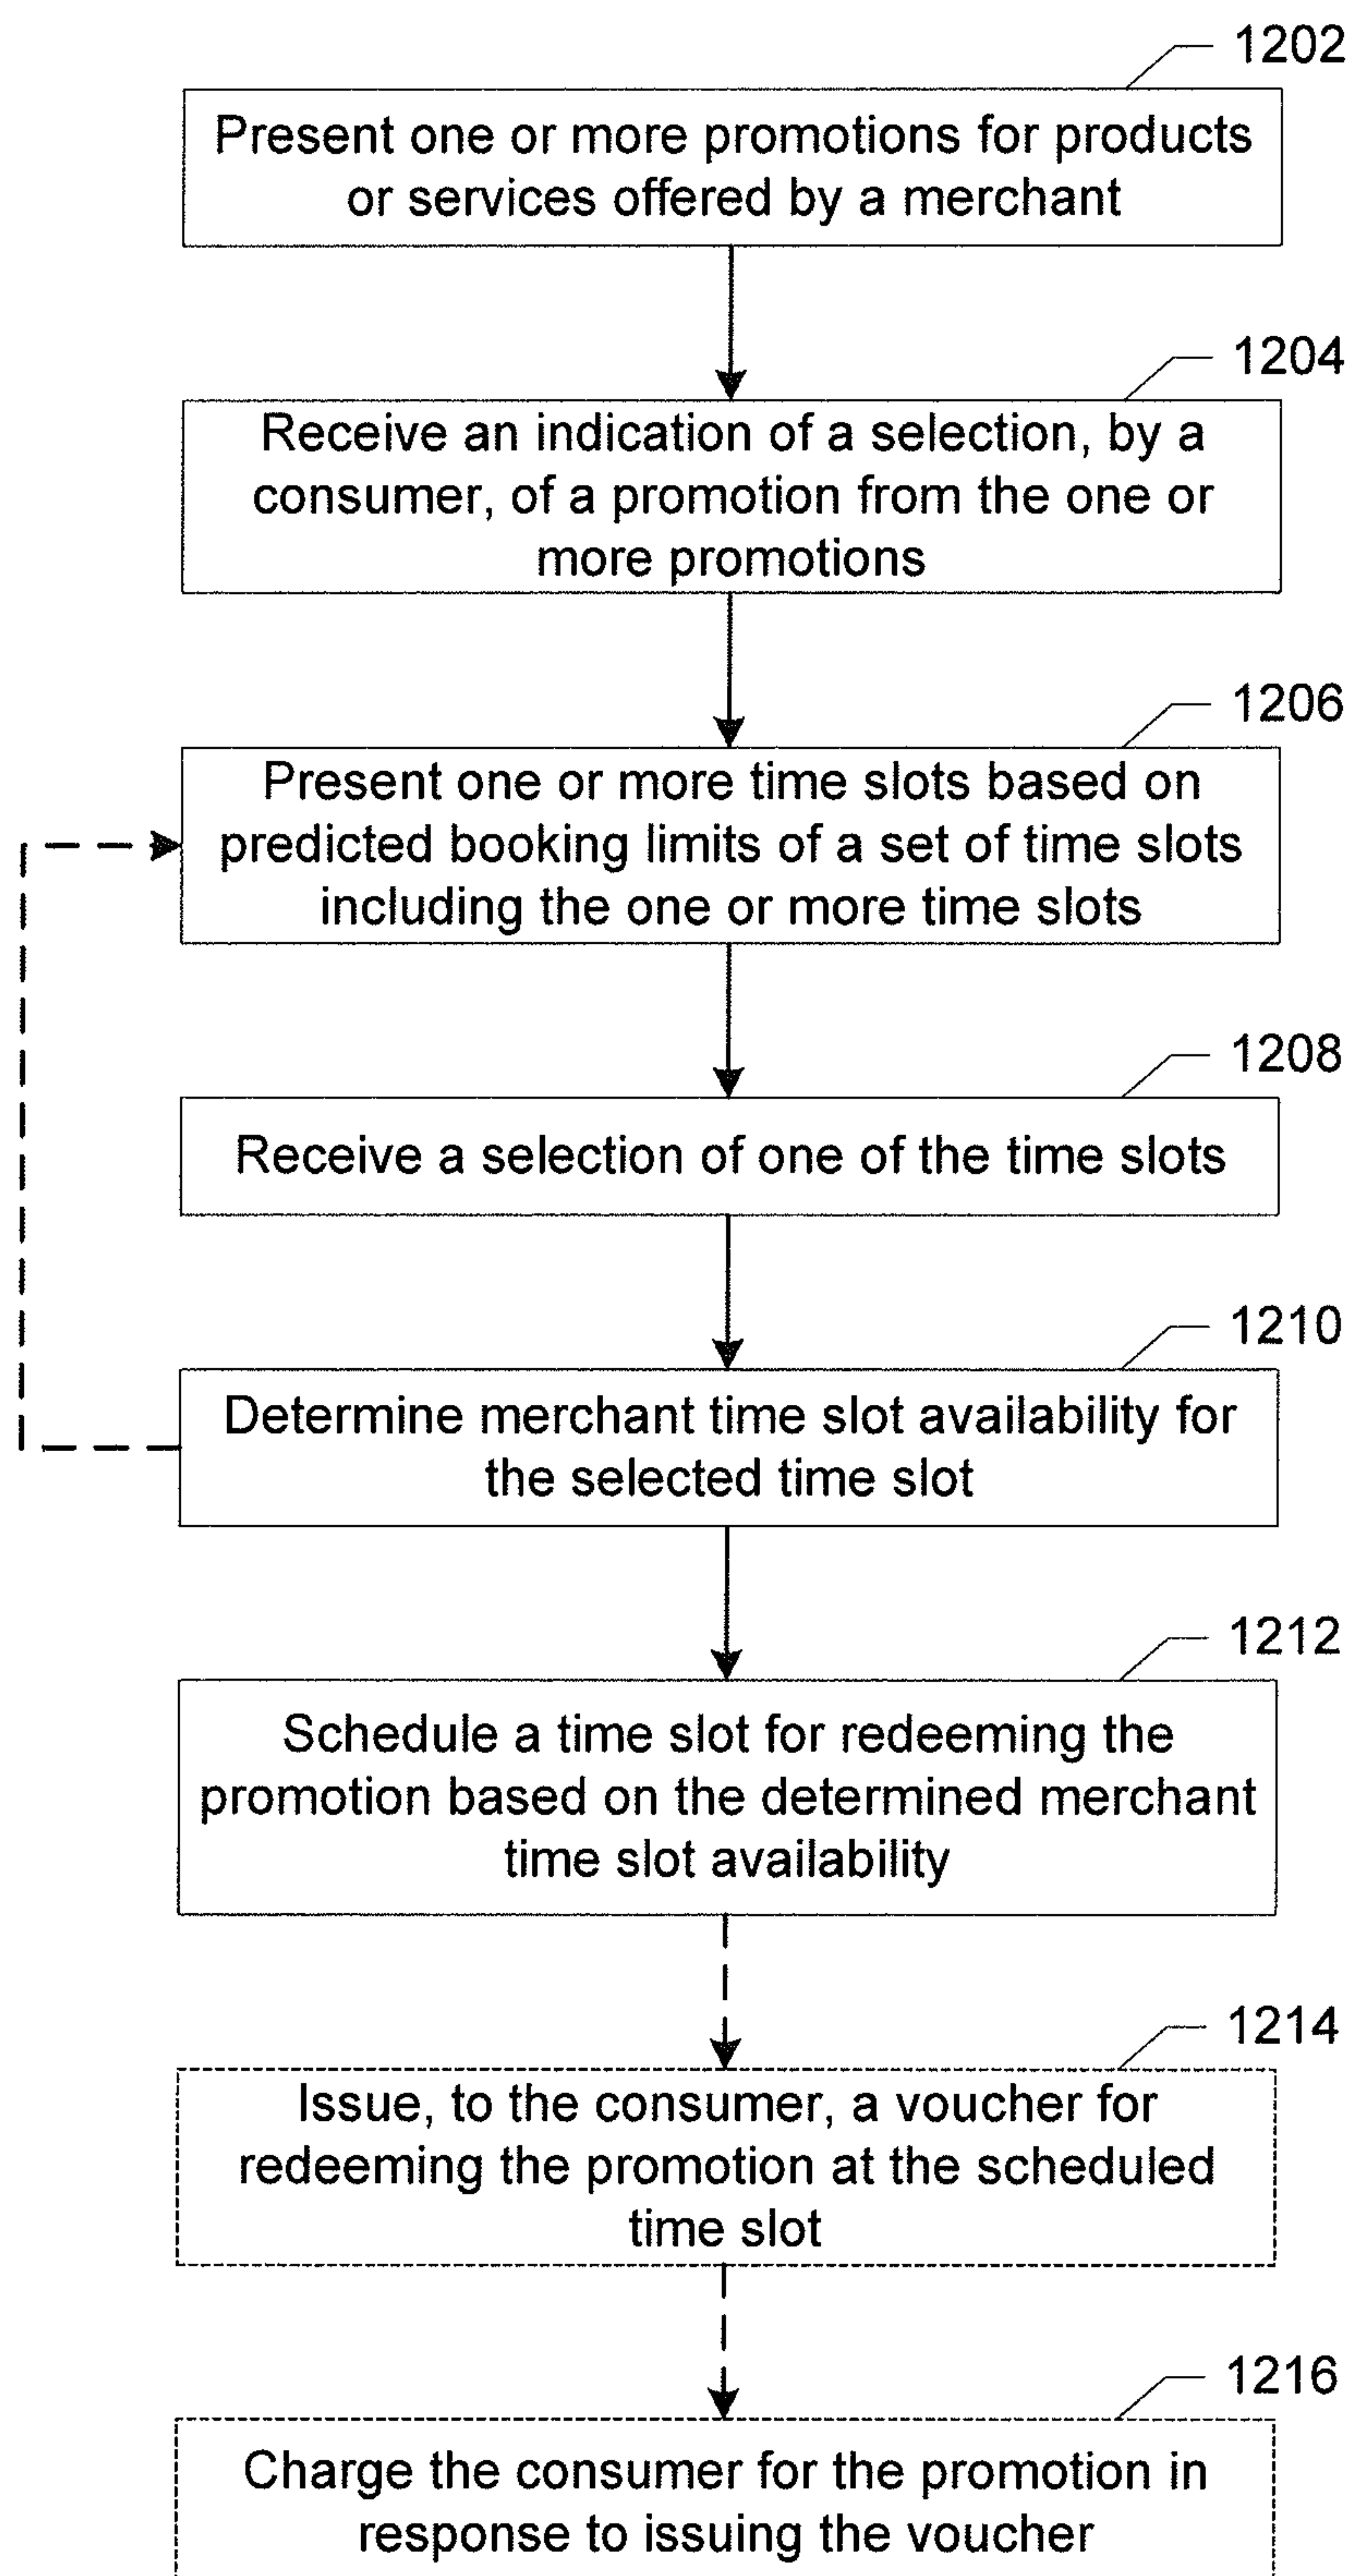 1202
Present one or more promotions for products
or services offered by a merchant
1204
Receive an indication of a selection, by a
consumer, of a promotion from the one or
more promotions
1206
Present one or more time slots based on
predicted booking limits of a set of time slots
including the one or more time slots
1208
Receive a selection of one of the time slots
1210
Determine merchant time slot availability for
the selected time slot
1212
Schedule a time slot for redeeming the
promotion based on the determined merchant
time slot availability
1214
Issue, to the consumer, a voucher for
redeeming the promotion at the scheduled
time slot
1216
Charge the consumer for the promotion in
response to issuing the voucher